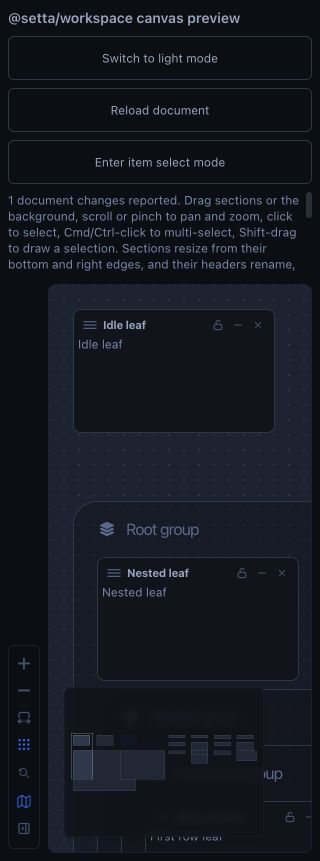 @setta/workspace canvas preview
Switch to light mode
Reload document
Enter item select mode
1 document changes reported. Drag sections or the
background, scroll or pinch to pan and zoom, click
to select, Cmd/Ctrl-click to multi-select, Shift-drag
to draw a selection. Sections resize from their
bottom and right edges, and their headers rename,
Idle leaf
Idle leaf
Root group
Nested leaf
Nested leaf
oup
First row leaf